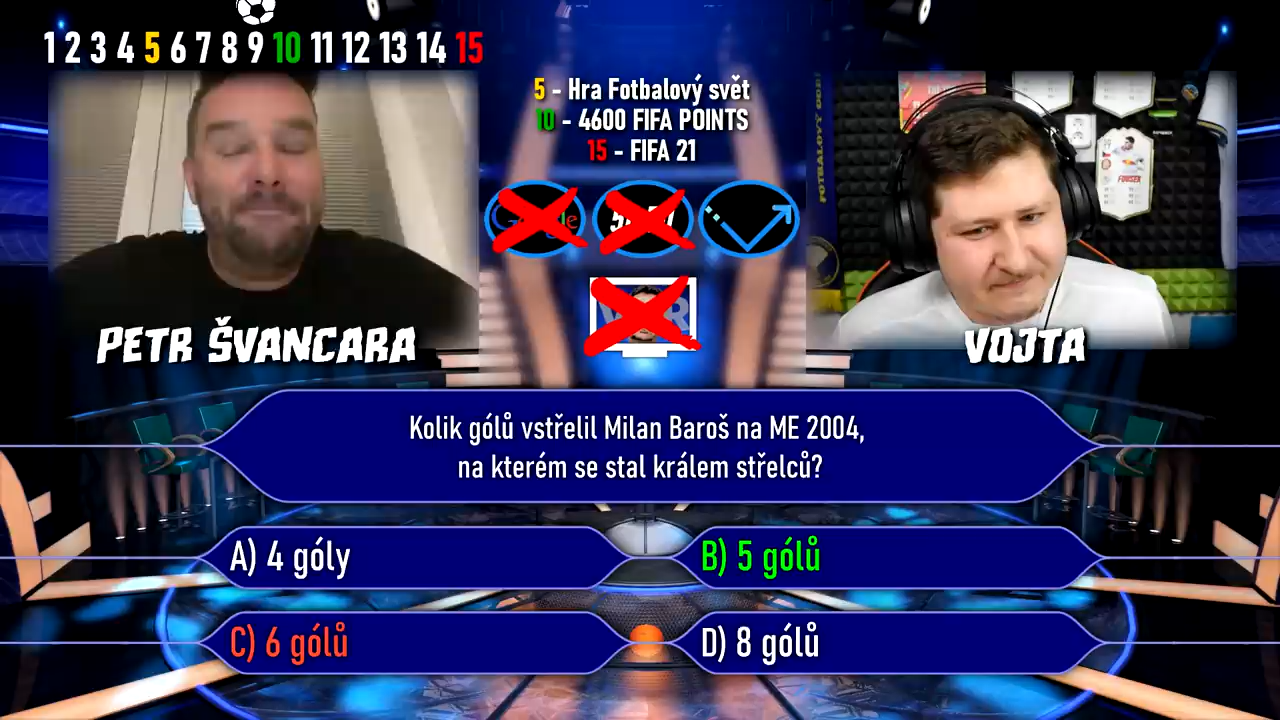 1 2 3 4 5 6 7 8 9 10 11 12 13 14 15
5 - Hra Fotbalový svět
10 - 4600 FIFA POINTS
15 - FIFA 21
PETR ŠVANCARA
VOJTA
Kolik gólů vstřelil Milan Baroš na ME 2004,
na kterém se stal králem střelců?
A) 4 góly
B) 5 gólů
C) 6 gólů
D) 8 gólů